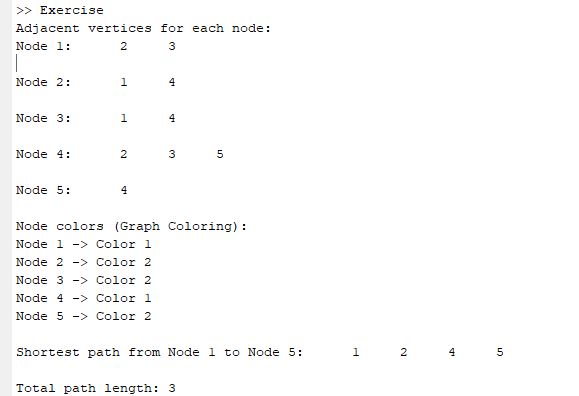 >> Exercise
Adjacent vertices for each node:
Node 1:      2     3
Node 2:      1     4
Node 3:      1     4
Node 4:      2     3     5
Node 5:      4
Node colors (Graph Coloring):
Node 1 -> Color 1
Node 2 -> Color 2
Node 3 -> Color 2
Node 4 -> Color 1
Node 5 -> Color 2
Shortest path from Node 1 to Node 5:      1     2     4     5
Total path length: 3